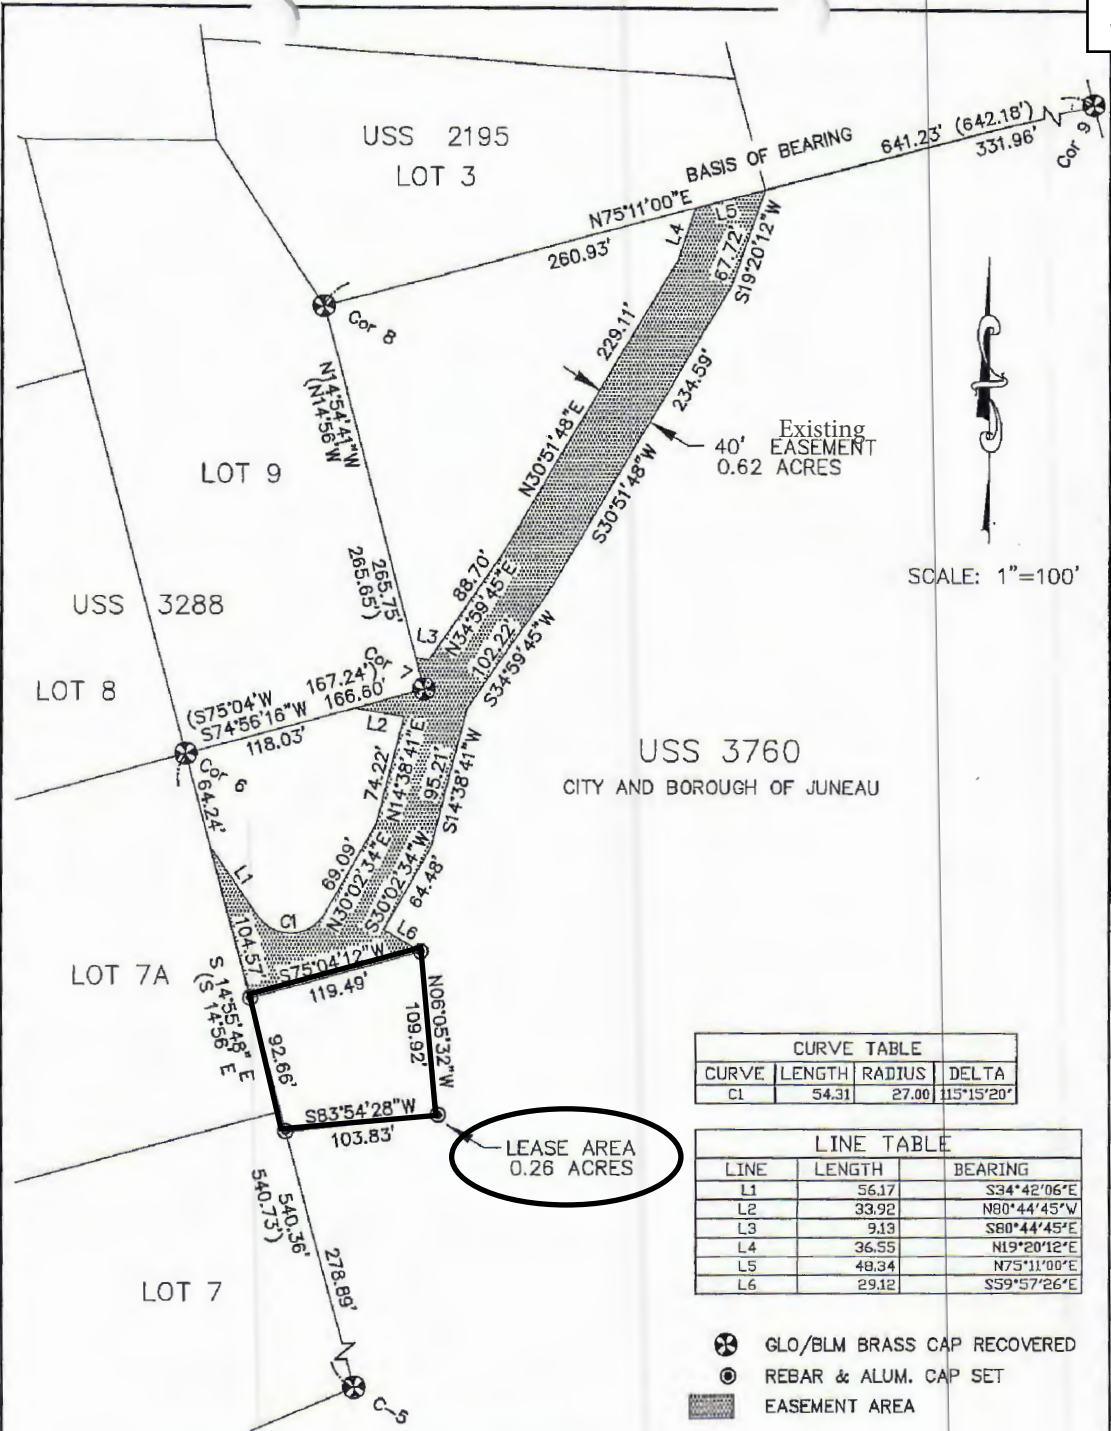 USS 2195
LOT 3
BASIS OF BEARING
641.23' (642.18')
331.96'
Cor 9
N75°11'00"E
260.93'
L5
L4
67.72'
S19°20'12"W
Cor 8
229.11'
234.59'
N14°54'41"W
(N14°56'W
N30°51'48"E
Existing
40' EASEMENT
0.62 ACRES
S30°51'48"W
LOT 9
SCALE: 1"=100'
265.75'
265.65')
88.70'
N34°59'45"E
102.22'
S34°59'45"W
L3
USS 3288
LOT 8
Cor 7
167.24')
166.60'
(S75°04'W
S74°56'16"W
118.03'
L2
USS 3760
CITY AND BOROUGH OF JUNEAU
Cor 6
64.24'
74.22'
N14°38'41"E
95.21'
S14°38'41"W
L1
69.09'
N30°02'34"E
S30°02'34"W
64.48'
C1
L6
104.57'
S75°04'12"W
119.49'
LOT 7A
S 14°55'48" E
(S 14°56' E
92.66'
N06°05'32"W
109.92'
S83°54'28"W
103.83'
LEASE AREA
0.26 ACRES
CURVE TABLE
CURVE LENGTH RADIUS DELTA
C1 54.31 27.00 115°15'20"
LINE TABLE
LINE LENGTH BEARING
L1 56.17 S34°42'06"E
L2 33.92 N80°44'45"W
L3 9.13 S80°44'45"E
L4 36.55 N19°20'12"E
L5 48.34 N75°11'00"E
L6 29.12 S59°57'26"E
540.36'
540.73')
278.89'
LOT 7
C-5
GLO/BLM BRASS CAP RECOVERED
REBAR & ALUM. CAP SET
EASEMENT AREA